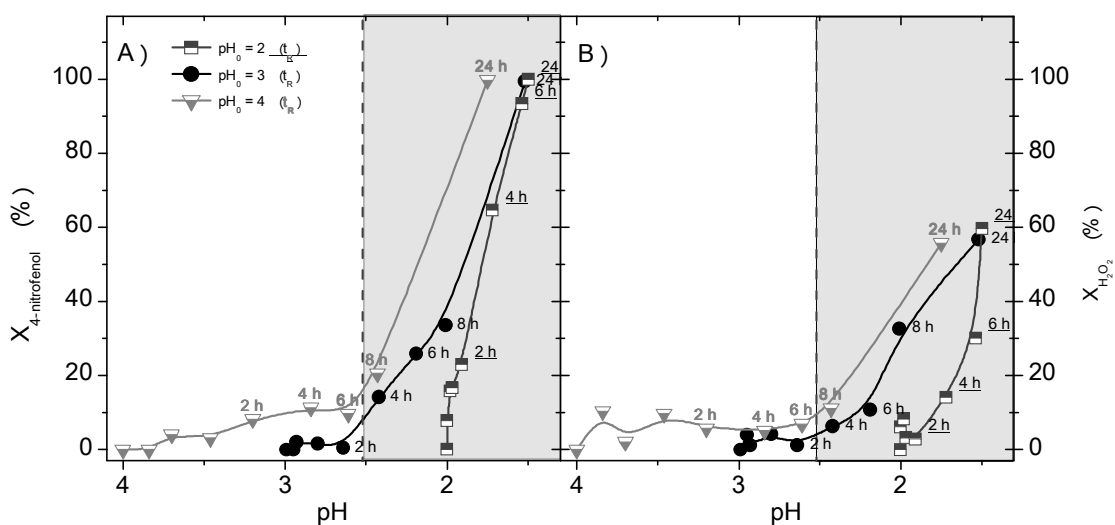 A)
pH0 = 2 (tR)
pH0 = 3 (tR)
pH0 = 4 (tR)
X4-nitrofenol (%)
100
80
60
40
20
0
2 h
4 h
6 h
8 h
24 h
2 h
4 h
6 h
8 h
24
2 h
4 h
6 h
24
4
3
2
pH
B)
2 h
4 h
6 h
8 h
24 h
2 h
4 h
6 h
8 h
24
2 h
4 h
6 h
24
4
3
2
pH
100
80
60
40
20
0
XH2O2 (%)